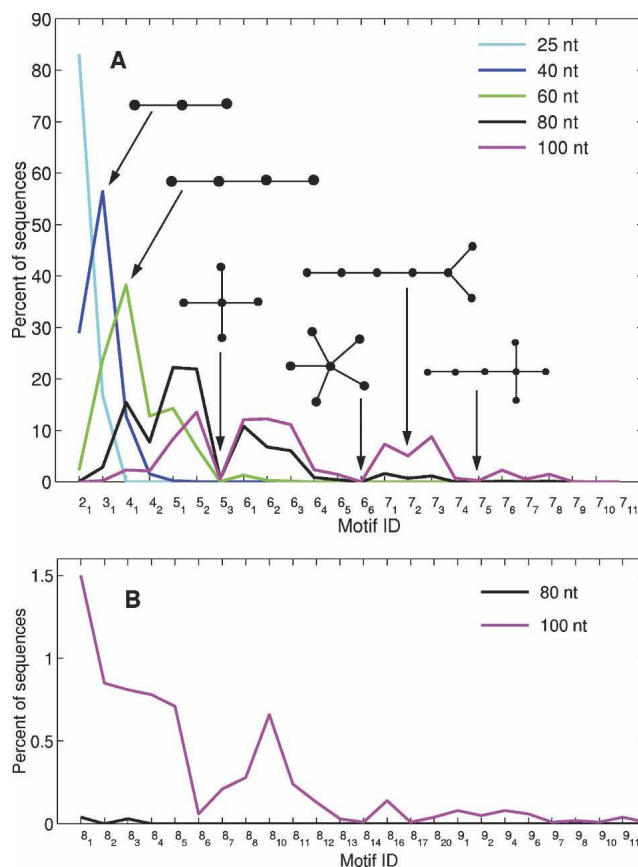 A
25 nt
40 nt
60 nt
80 nt
100 nt
Percent of sequences
90
80
70
60
50
40
30
20
10
0
2₁ 3₁ 4₁ 4₂ 5₁ 5₂ 5₃ 6₁ 6₂ 6₃ 6₄ 6₅ 6₆ 7₁ 7₂ 7₃ 7₄ 7₅ 7₆ 7₇ 7₈ 7₉ 7₁₀ 7₁₁
Motif ID
B
80 nt
100 nt
Percent of sequences
1.5
1
0.5
0
8₁ 8₂ 8₃ 8₄ 8₅ 8₆ 8₇ 8₈ 8₁₀ 8₁₁ 8₁₂ 8₁₃ 8₁₄ 8₁₆ 8₁₇ 8₂₀ 9₁ 9₂ 9₄ 9₆ 9₇ 9₈ 9₁₀ 9₁₁
Motif ID